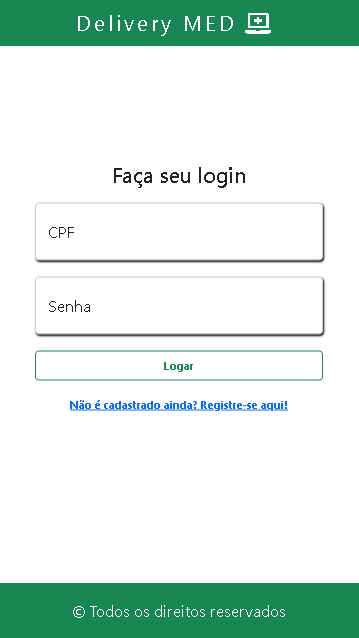 Delivery MED
Faça seu login
CPF
Senha
Logar
Não é cadastrado ainda? Registre-se aqui!
© Todos os direitos reservados